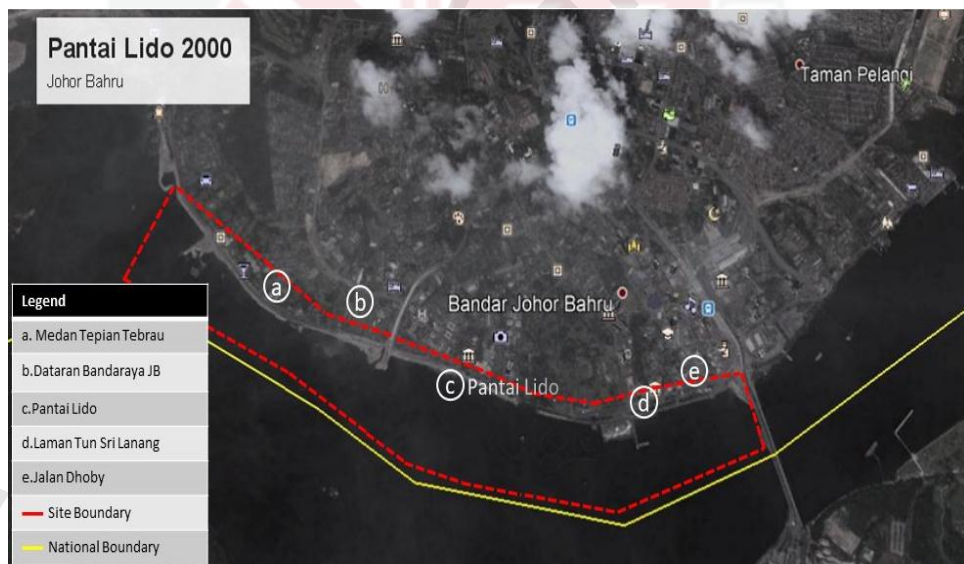 Pantai Lido 2000
Johor Bahru
Taman Pelangi
a
b
Bandar Johor Bahru
c Pantai Lido
d
e
Legend
a. Medan Tepian Tebrau
b.Dataran Bandaraya JB
c.Pantai Lido
d.Laman Tun Sri Lanang
e.Jalan Dhoby
Site Boundary
National Boundary